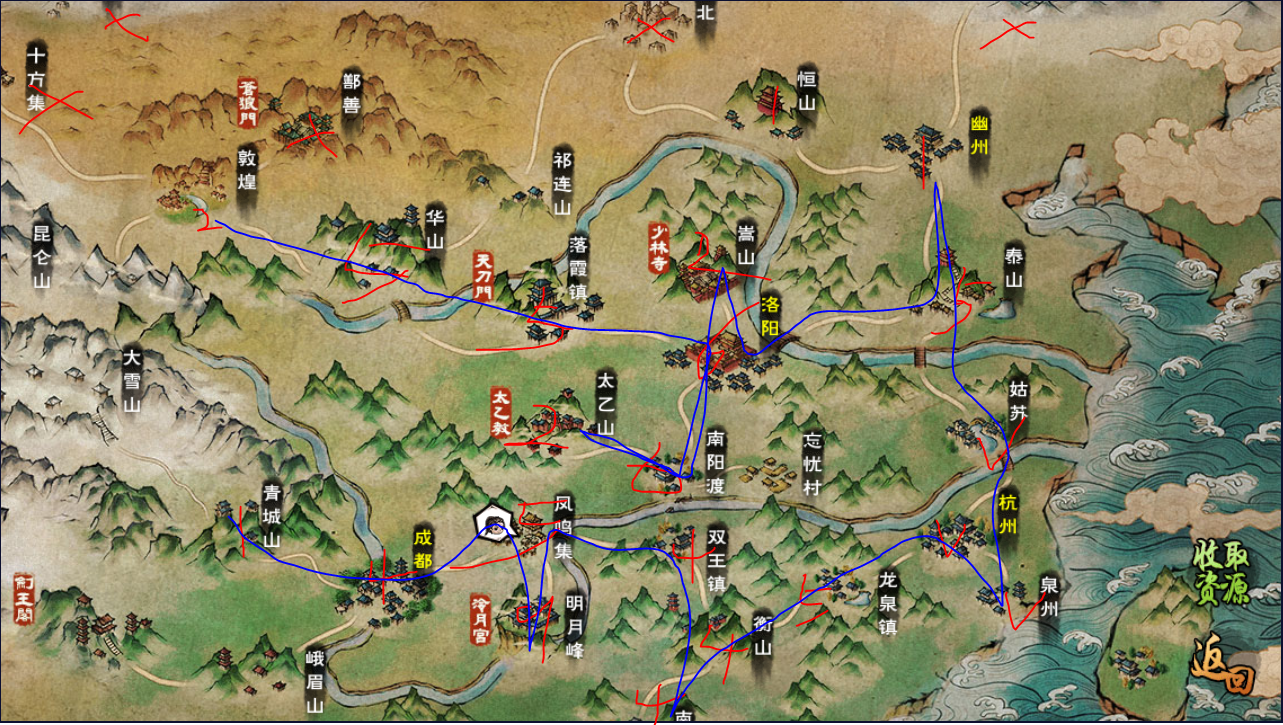 北
十方集
蒼狼門
鄯善
恒山
幽州
敦煌
祁连山
昆仑山
华山
天刀門
落霞镇
少林寺
嵩山
泰山
洛阳
大雪山
太乙教
太乙山
姑苏
南阳渡
忘忧村
青城山
成都
凤鸣集
双王镇
杭州
收取资源
龙泉镇
泉州
冷月宫
明月峰
衡山
峨眉山
返回
南